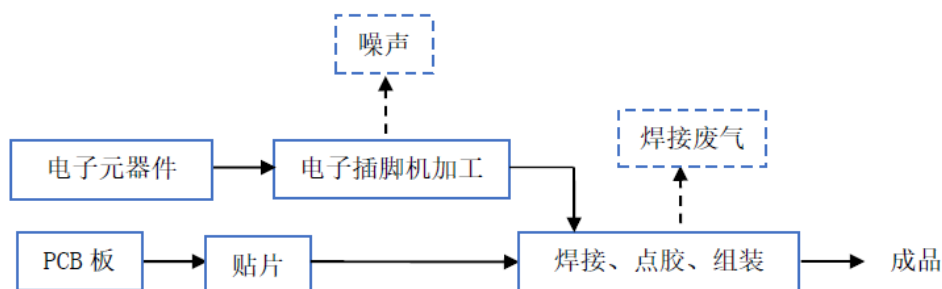 噪声
焊接废气
电子元器件
电子插脚机加工
PCB 板
贴片
焊接、点胶、组装
成品